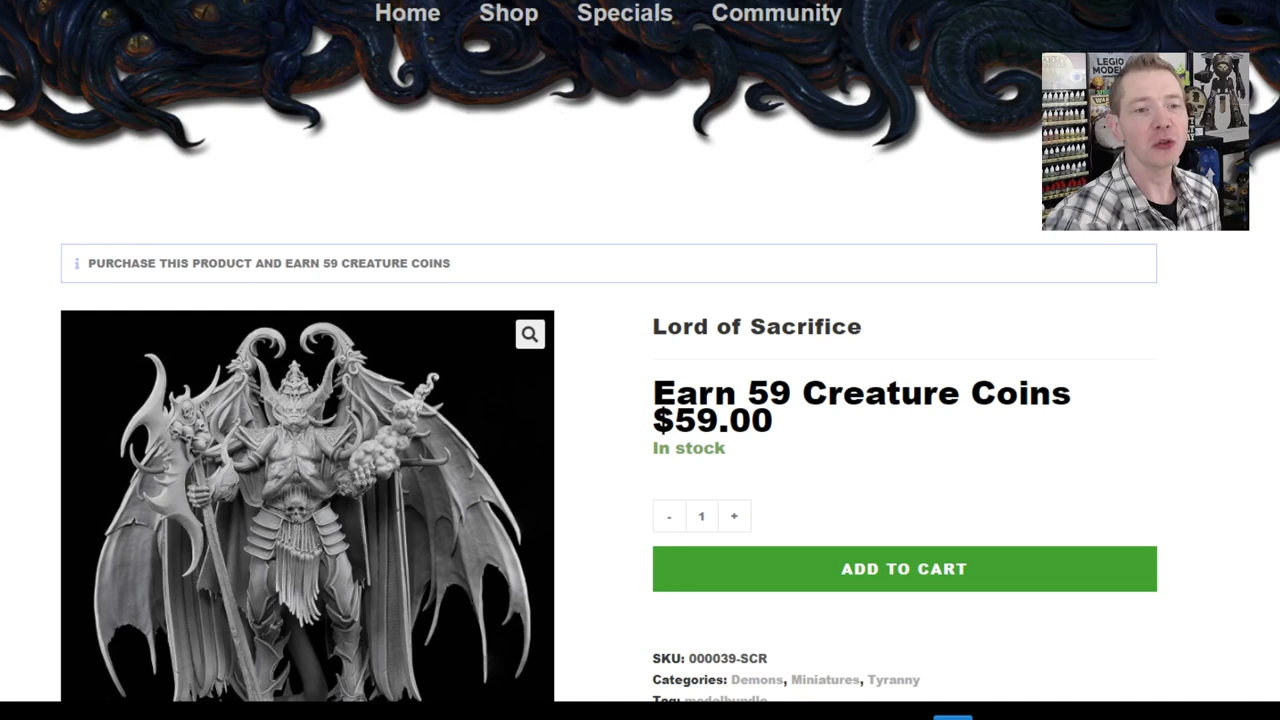 Home Shop Specials Community
LEGIO
PURCHASE THIS PRODUCT AND EARN 59 CREATURE COINS
Lord of Sacrifice
Earn 59 Creature Coins
$59.00
In stock
- 1 +
ADD TO CART
SKU: 000039-SCR
Categories: Demons, Miniatures, Tyranny
Tag: modelbundle